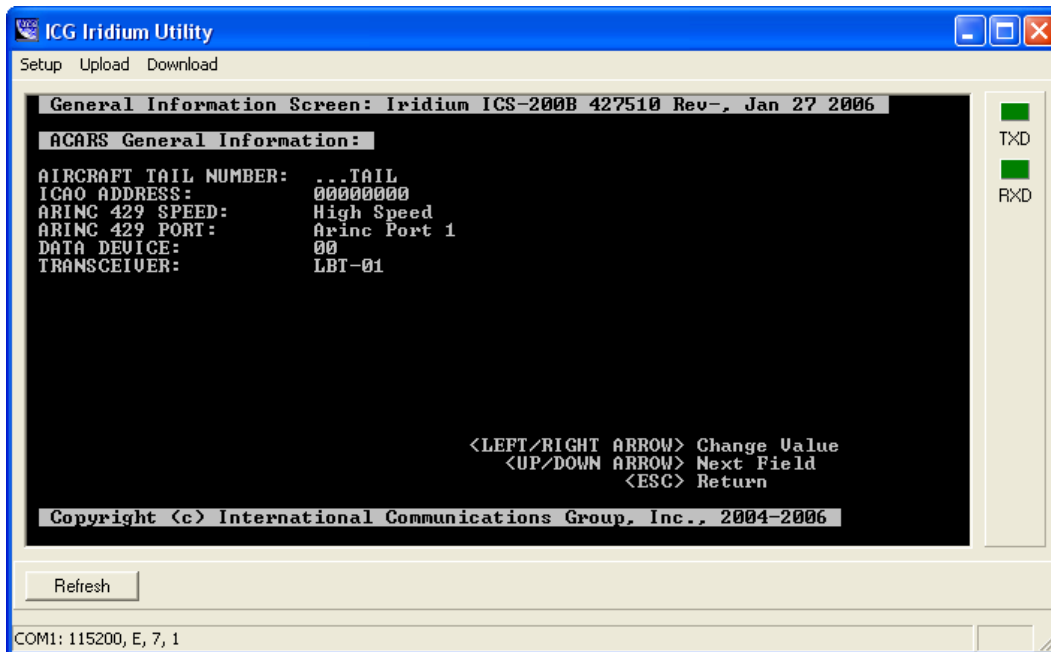 ICG Iridium Utility
Setup Upload Download
General Information Screen: Iridium ICS-200B 427510 Rev-, Jan 27 2006
ACARS General Information:
AIRCRAFT TAIL NUMBER: ...TAIL
ICAO ADDRESS: 00000000
ARINC 429 SPEED: High Speed
ARINC 429 PORT: Arinc Port 1
DATA DEVICE: 00
TRANSCEIVER: LBT-01
<LEFT/RIGHT ARROW> Change Value
<UP/DOWN ARROW> Next Field
<ESC> Return
Copyright (c) International Communications Group, Inc., 2004-2006
TXD
RXD
Refresh
COM1: 115200, E, 7, 1